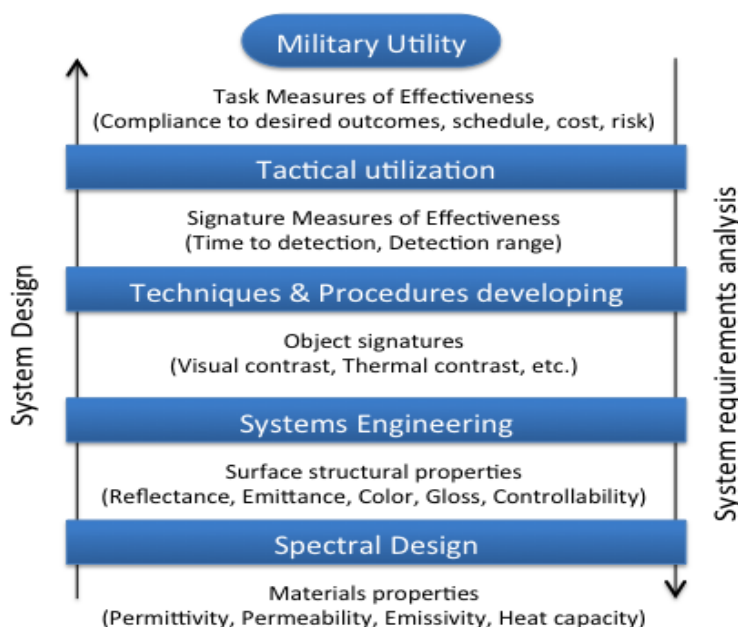 Military Utility
Task Measures of Effectiveness
(Compliance to desired outcomes, schedule, cost, risk)
Tactical utilization
Signature Measures of Effectiveness
(Time to detection, Detection range)
Techniques & Procedures developing
Object signatures
(Visual contrast, Thermal contrast, etc.)
Systems Engineering
Surface structural properties
(Reflectance, Emittance, Color, Gloss, Controllability)
Spectral Design
Materials properties
(Permittivity, Permeability, Emissivity, Heat capacity)
System Design
System requirements analysis